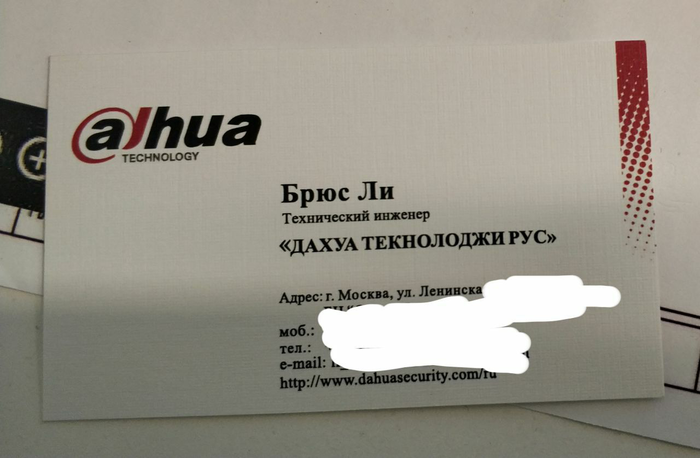 alhua
TECHNOLOGY
Брюс Ли
Технический инженер
«ДАХУА ТЕКНОЛОДЖИ РУС»
Адрес: г. Москва, ул. Ленинска
моб.:
тел.:
e-mail:
http://www.dahuasecurity.com/ru